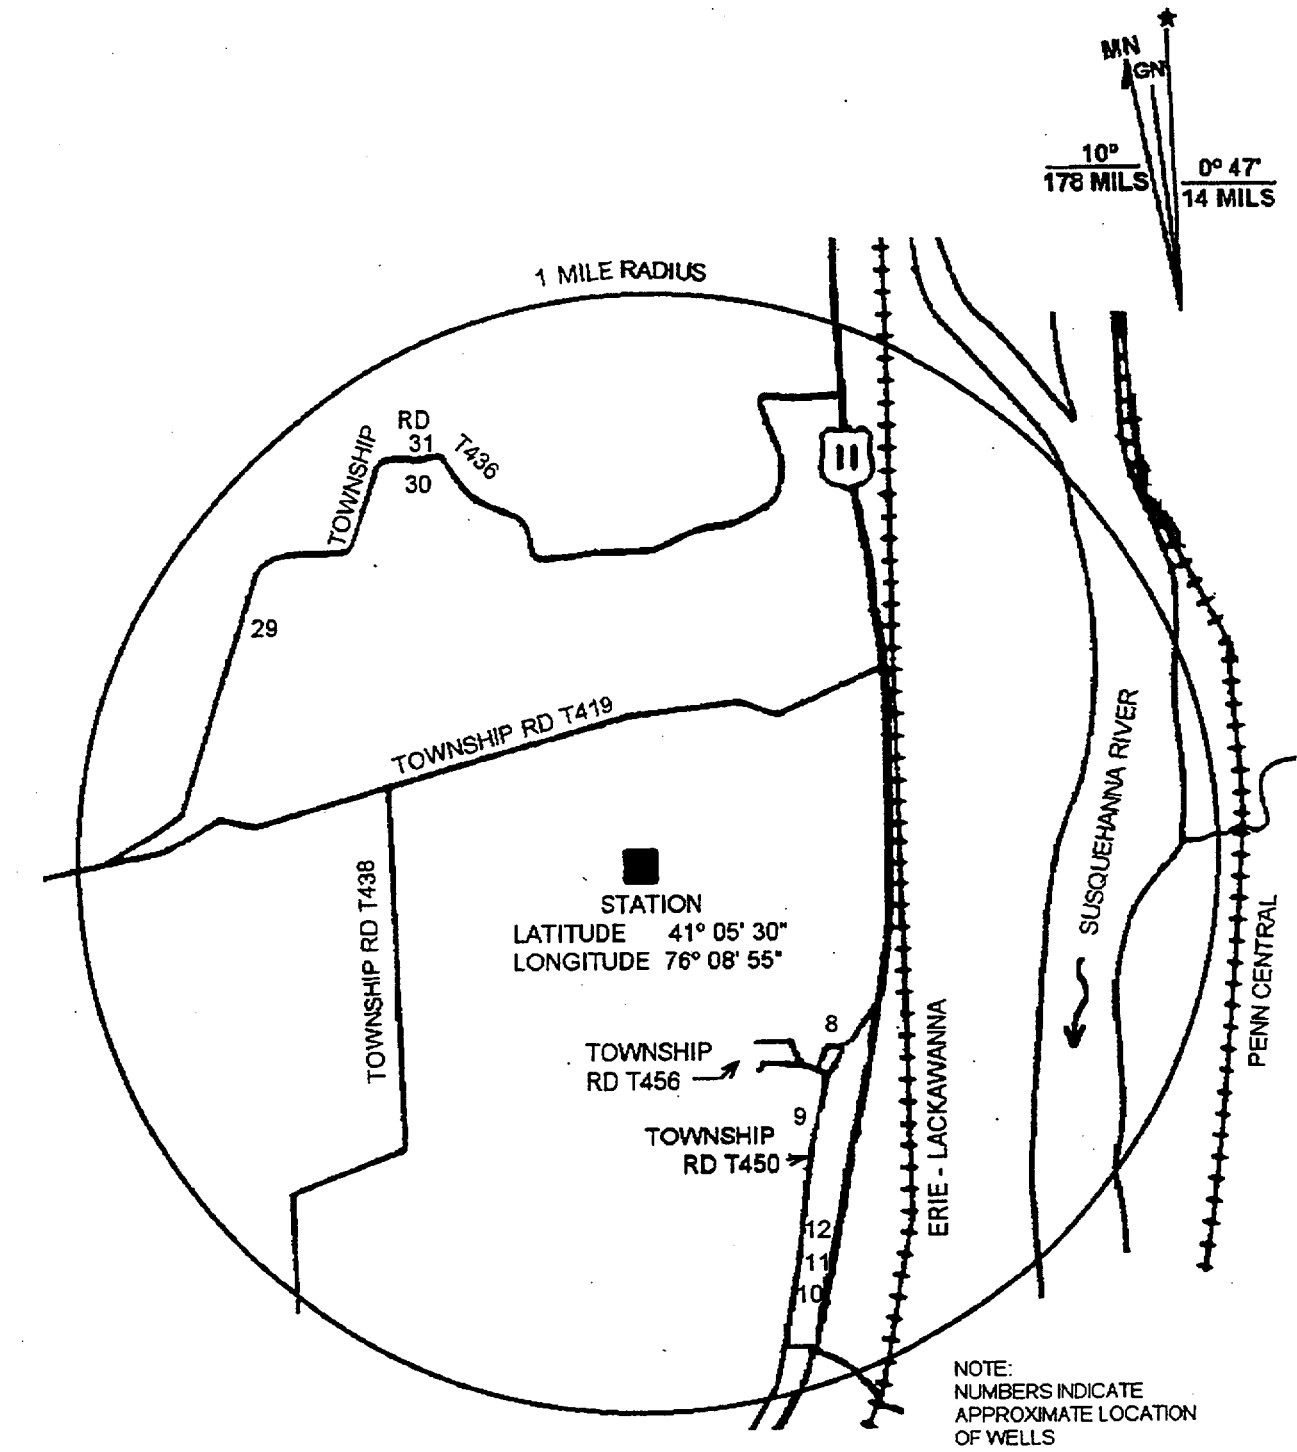 MN
GN
10°
178 MILS
0° 47'
14 MILS
1 MILE RADIUS
TOWNSHIP RD T436
31
30
11
29
TOWNSHIP RD T419
SUSQUEHANNA RIVER
TOWNSHIP RD T438
STATION
LATITUDE 41° 05' 30"
LONGITUDE 76° 08' 55"
PENN CENTRAL
8
TOWNSHIP
RD T456
ERIE - LACKAWANNA
9
TOWNSHIP
RD T450
12
11
10
NOTE:
NUMBERS INDICATE
APPROXIMATE LOCATION
OF WELLS